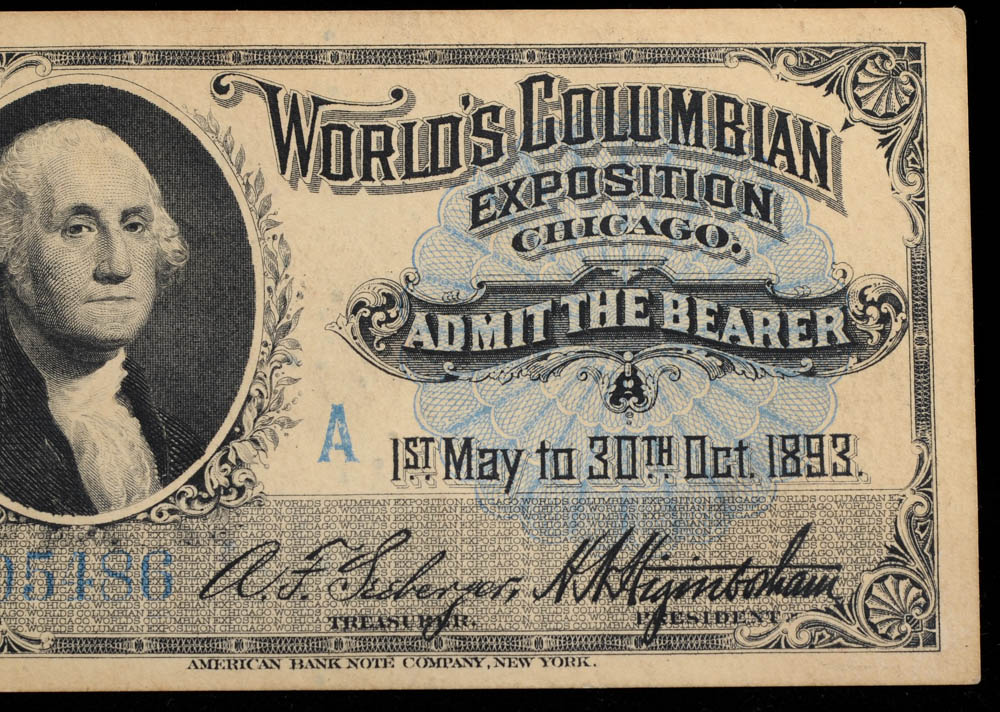 WORLD'S COLUMBIAN
EXPOSITION
CHICAGO.
ADMIT THE BEARER
A
A
1ST May to 30TH Oct. 1893.
5486
A. F. Seeberger,
H. N. Higinbotham
TREASURER.
PRESIDENT
AMERICAN BANK NOTE COMPANY, NEW YORK.